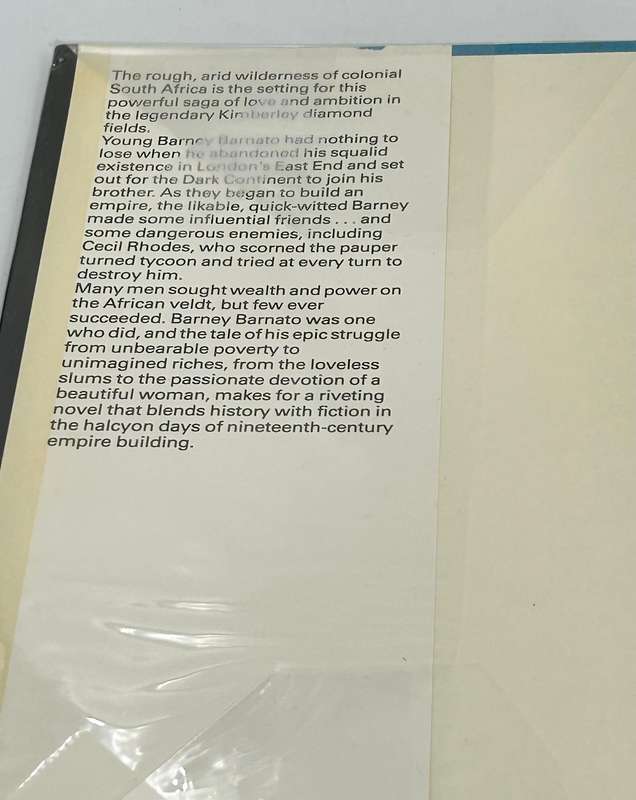 The rough, arid wilderness of colonial
South Africa is the setting for this
powerful saga of love and ambition in
the legendary Kimberley diamond
fields.
Young Barney Barnato had nothing to
lose when he abandoned his squalid
existence in London's East End and set
out for the Dark Continent to join his
brother. As they began to build an
empire, the likable, quick-witted Barney
made some influential friends . . . and
some dangerous enemies, including
Cecil Rhodes, who scorned the pauper
turned tycoon and tried at every turn to
destroy him.
Many men sought wealth and power on
the African veldt, but few ever
succeeded. Barney Barnato was one
who did, and the tale of his epic struggle
from unbearable poverty to
unimagined riches, from the loveless
slums to the passionate devotion of a
beautiful woman, makes for a riveting
novel that blends history with fiction in
the halcyon days of nineteenth-century
empire building.